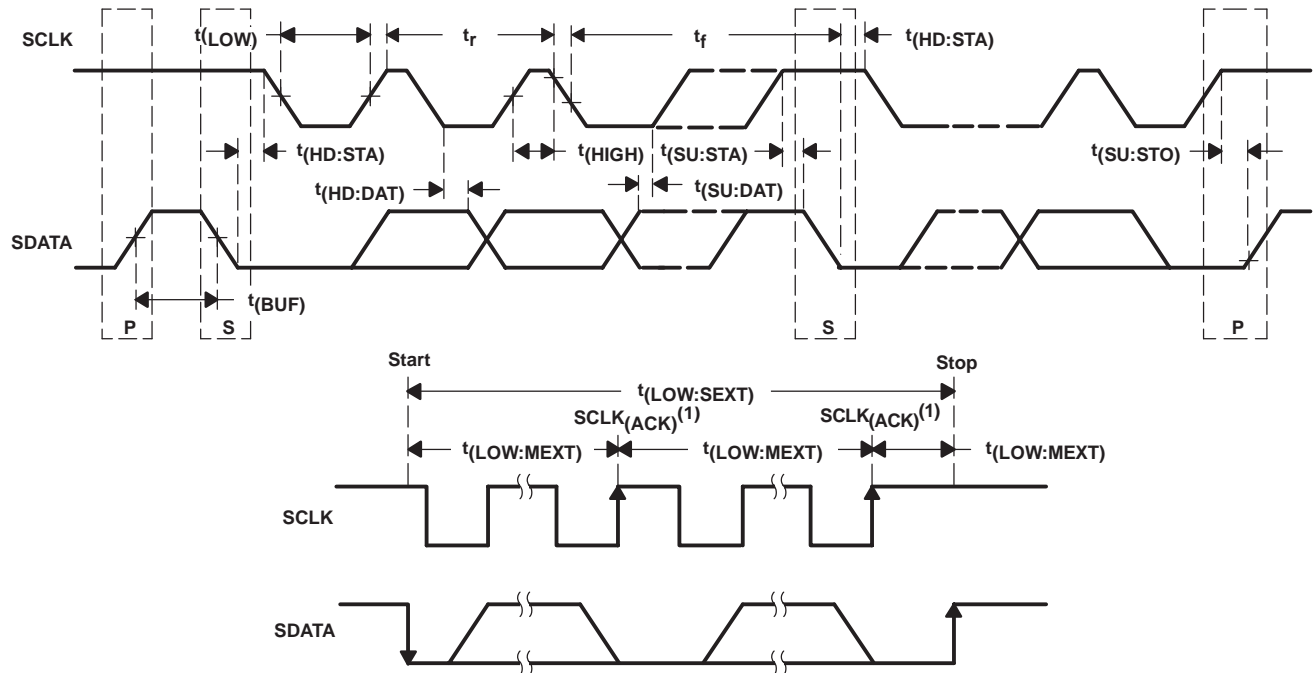 SCLK
t(LOW)
tr
tf
t(HD:STA)
t(HD:STA)
t(HIGH)
t(SU:STA)
t(SU:STO)
t(HD:DAT)
t(SU:DAT)
SDATA
t(BUF)
P
S
S
P
Start
Stop
t(LOW:SEXT)
SCLK(ACK)(1)
SCLK(ACK)(1)
t(LOW:MEXT)
t(LOW:MEXT)
t(LOW:MEXT)
SCLK
SDATA